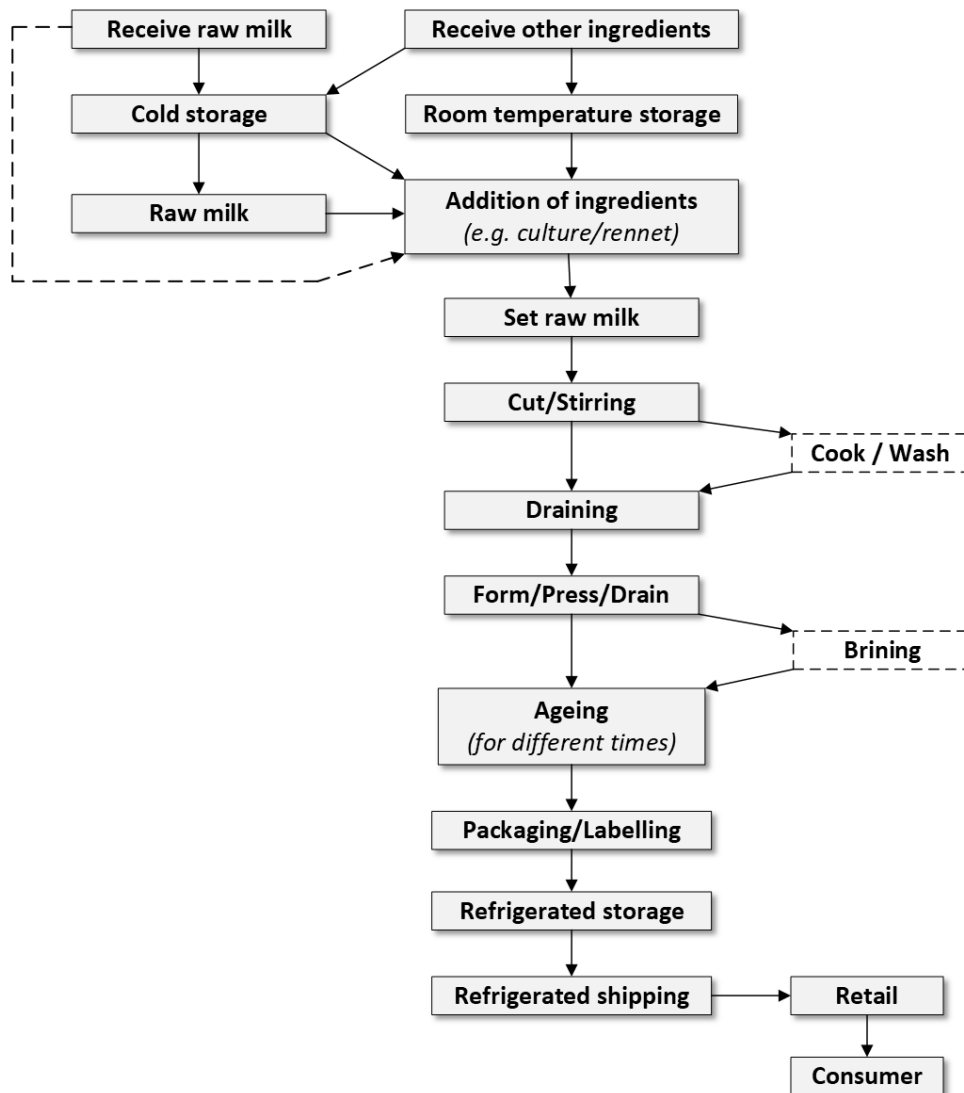 Receive raw milk
Receive other ingredients
Cold storage
Room temperature storage
Raw milk
Addition of ingredients
(e.g. culture/rennet)
Set raw milk
Cut/Stirring
Cook / Wash
Draining
Form/Press/Drain
Brining
Ageing
(for different times)
Packaging/Labelling
Refrigerated storage
Refrigerated shipping
Retail
Consumer